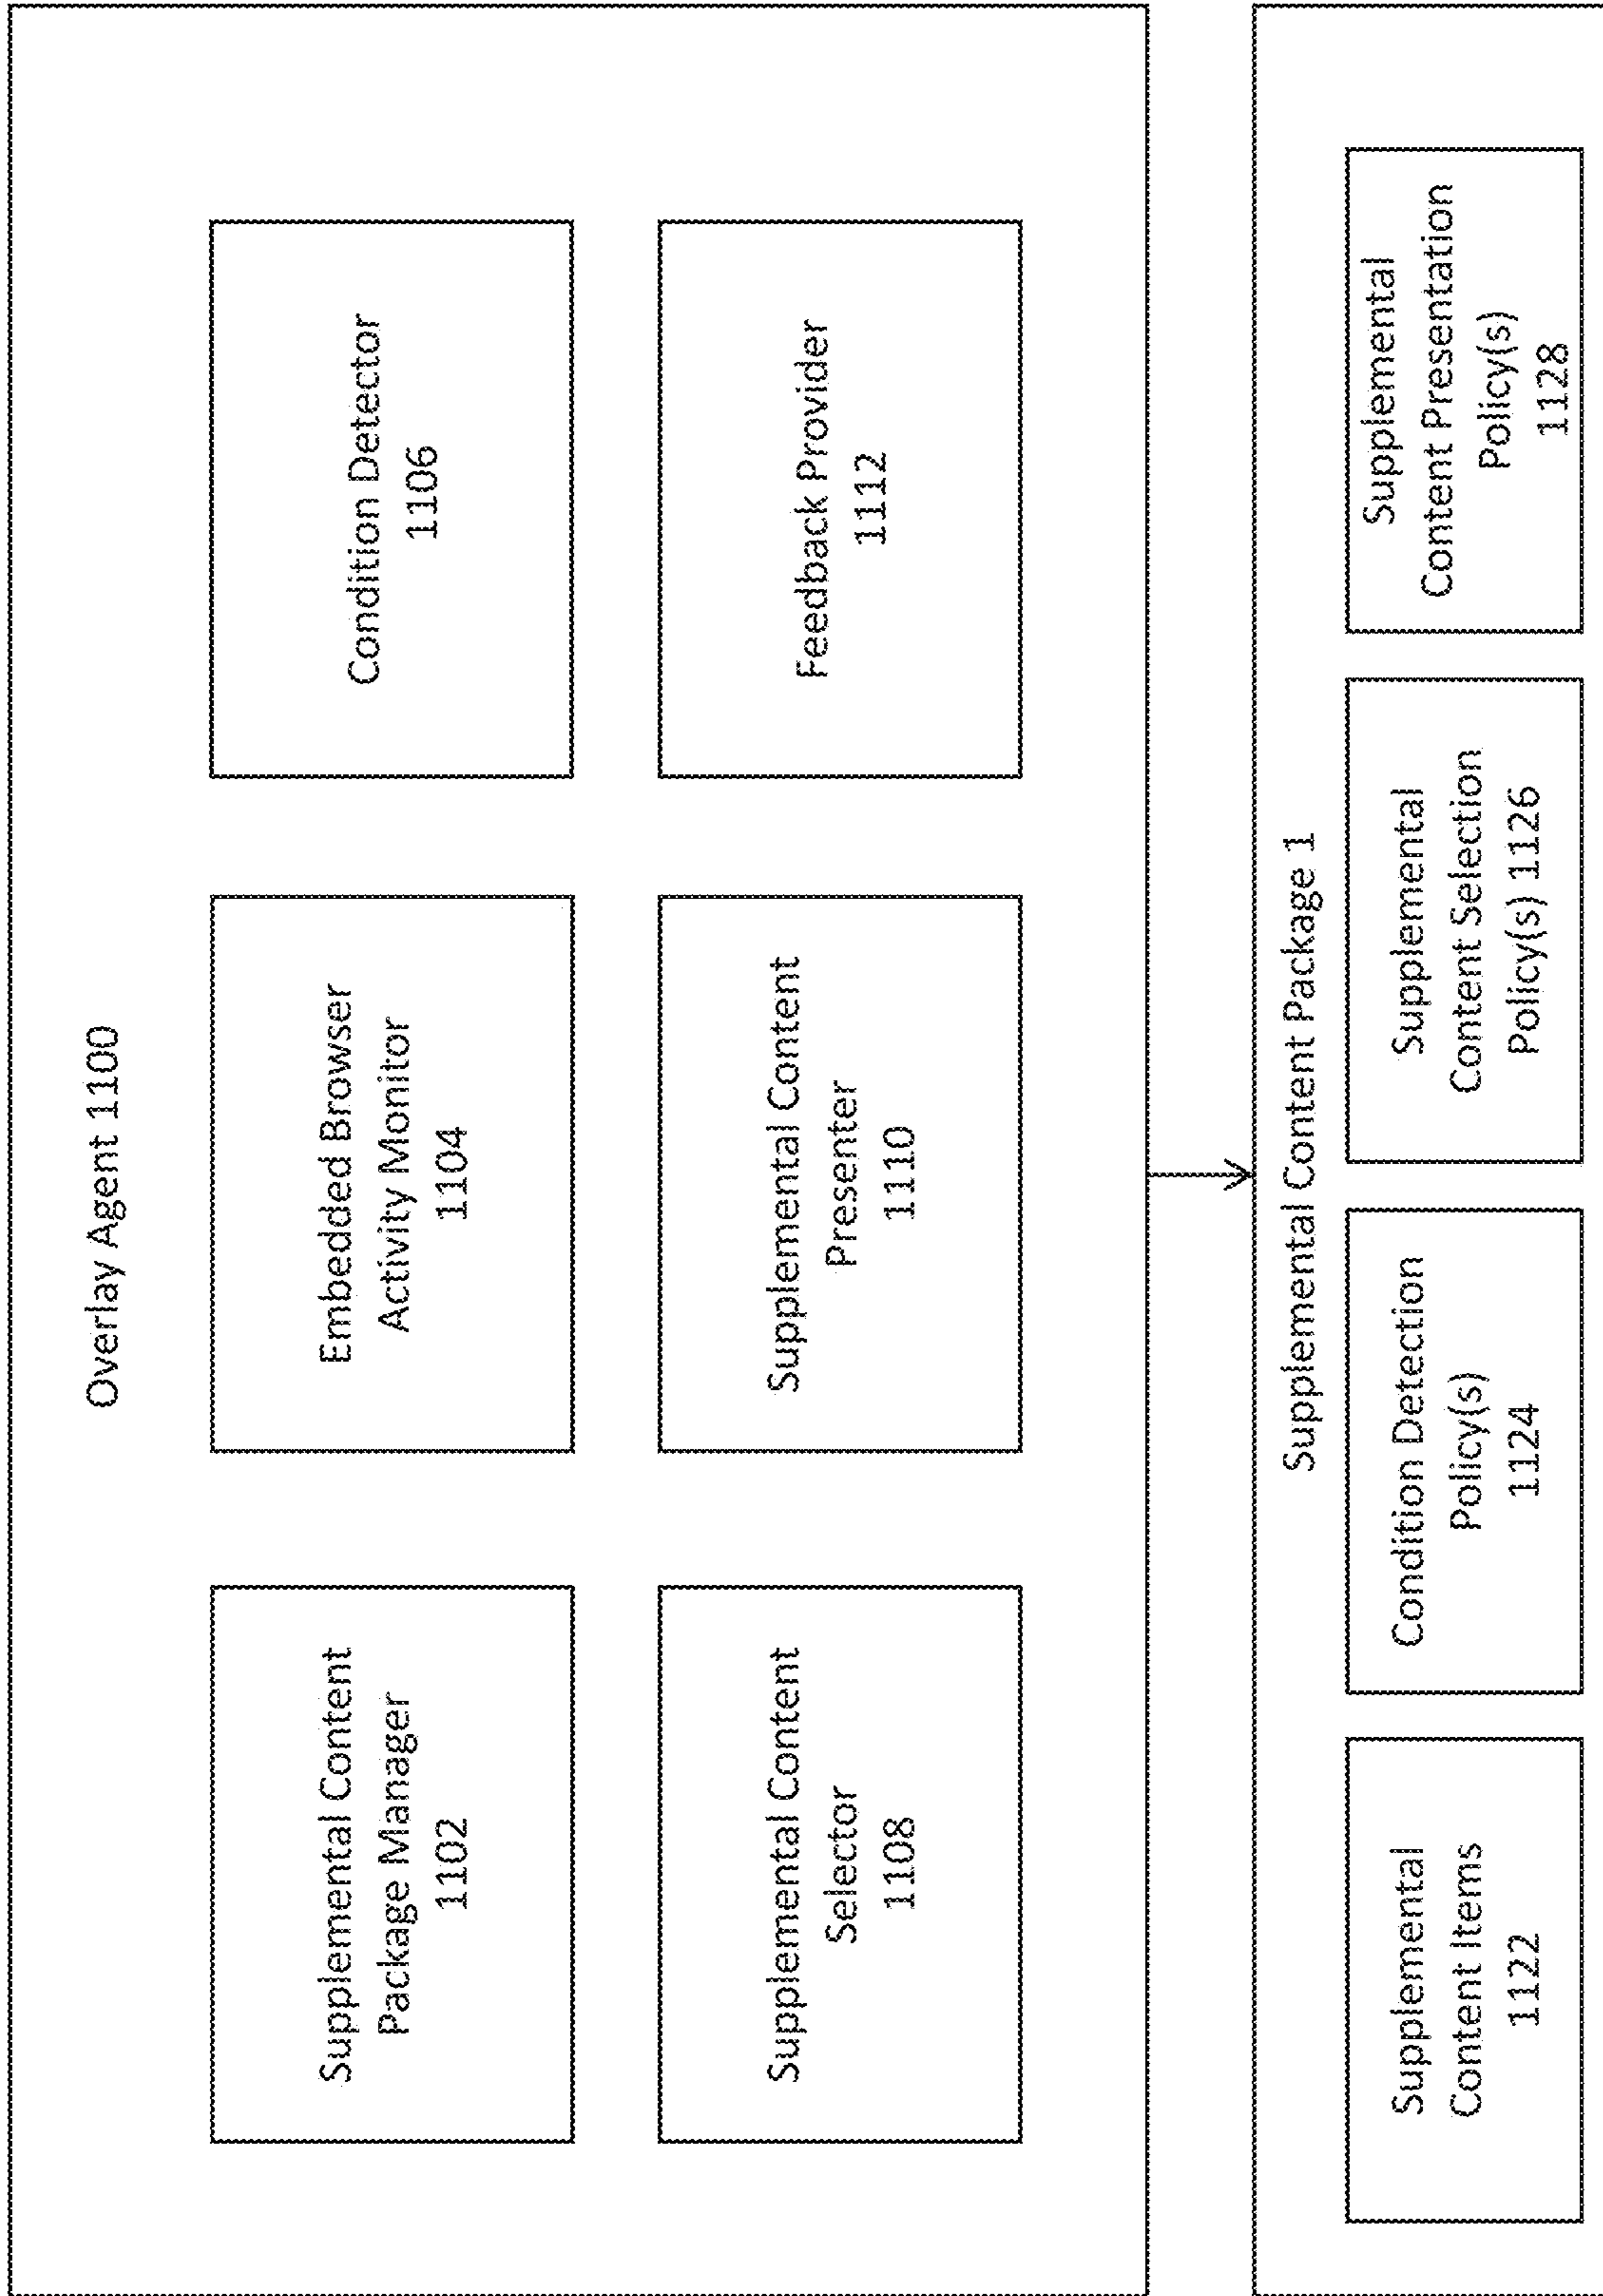 Overlay Agent 1100
Supplemental Content
Package Manager
1102
Embedded Browser
Activity Monitor
1104
Condition Detector
1106
Supplemental Content
Selector
1108
Supplemental Content
Presenter
1110
Feedback Provider
1112
Supplemental Content Package 1
Supplemental
Content Items
1122
Condition Detection
Policy(s)
1124
Supplemental
Content Selection
Policy(s) 1126
Supplemental
Content Presentation
Policy(s)
1128